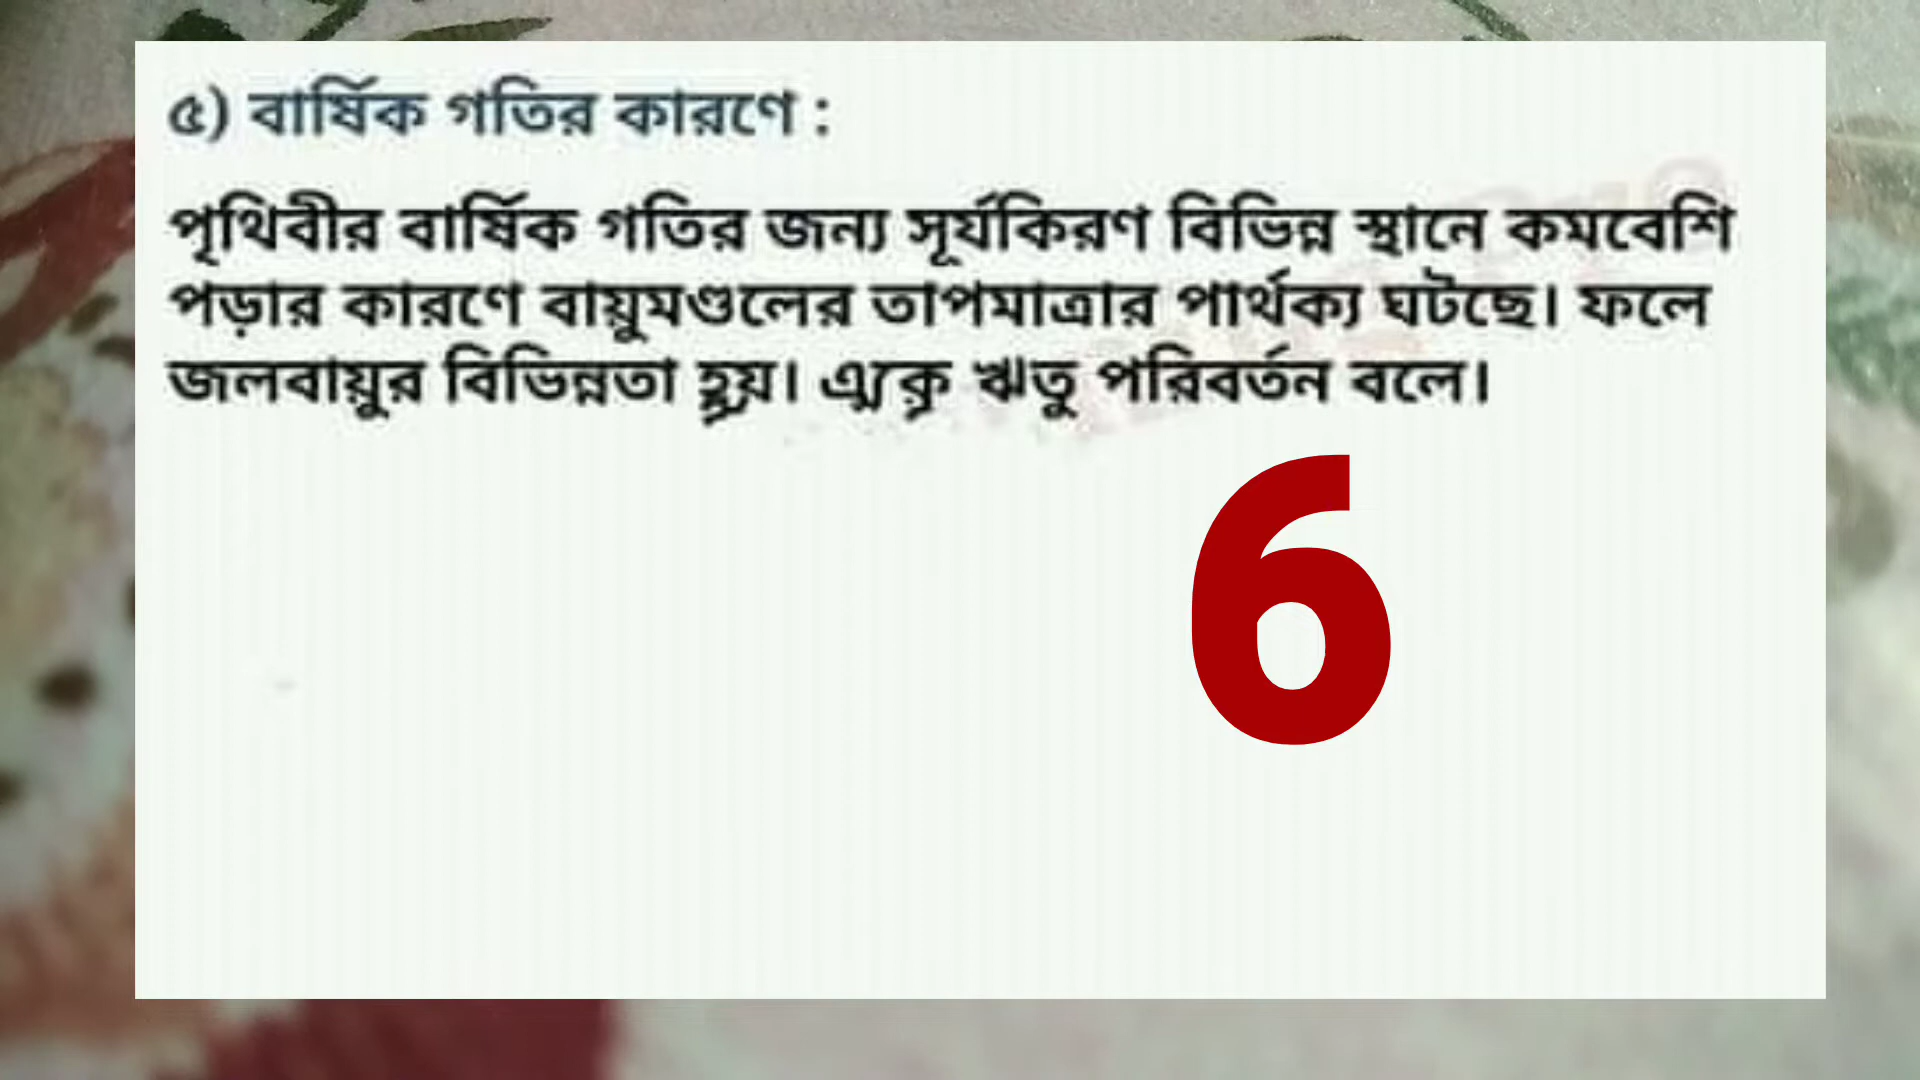 ৫) বার্ষিক গতির কারণে :
পৃথিবীর বার্ষিক গতির জন্য সূর্যকিরণ বিভিন্ন স্থানে কমবেশি
পড়ার কারণে বায়ুমণ্ডলের তাপমাত্রার পার্থক্য ঘটছে। ফলে
জলবায়ুর বিভিন্নতা হয়। একে ঋতু পরিবর্তন বলে।
6